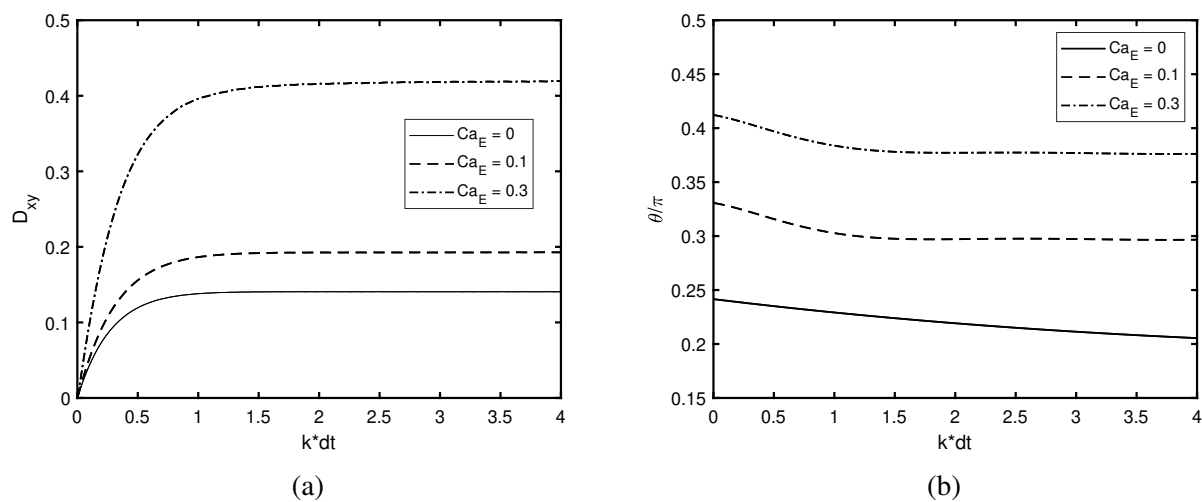 0.5
0.4
0.3
0.2
0.1
0
D_xy
Ca_E = 0
Ca_E = 0.1
Ca_E = 0.3
0 0.5 1 1.5 2 2.5 3 3.5 4
k*dt
(a)
0.5
0.45
0.4
0.35
0.3
0.25
0.2
0.15
θ/π
Ca_E = 0
Ca_E = 0.1
Ca_E = 0.3
0 0.5 1 1.5 2 2.5 3 3.5 4
k*dt
(b)